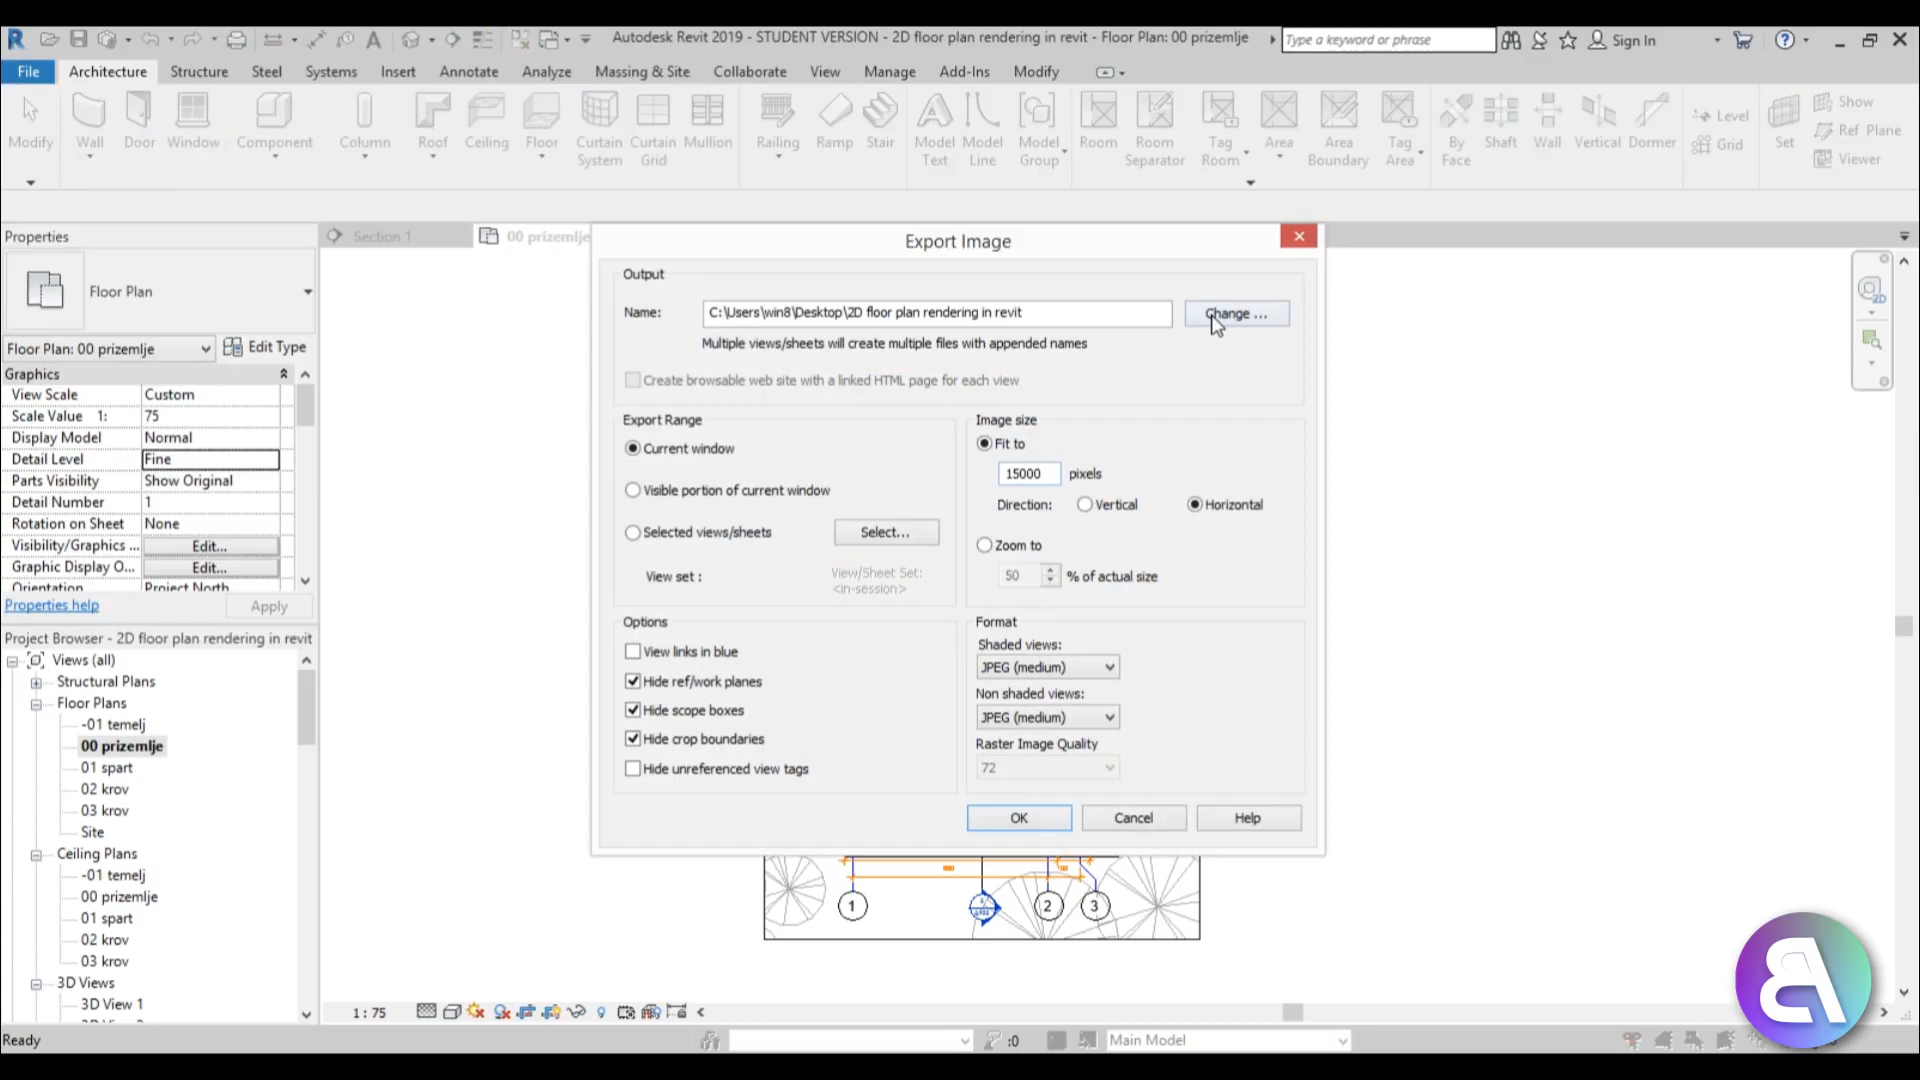 Autodesk Revit 2019 - STUDENT VERSION - 2D floor plan rendering in revit - Floor Plan: 00 prizemlje
Type a keyword or phrase
Sign In
File Architecture Structure Steel Systems Insert Annotate Analyze Massing & Site Collaborate View Manage Add-Ins Modify
Modify Wall Door Window Component Column Roof Ceiling Floor Curtain System Curtain Grid Mullion Railing Ramp Stair Model Text Model Line Model Group Room Room Separator Tag Room Area Area Boundary Tag Area By Face Shaft Wall Vertical Dormer Level Grid Set Show Ref Plane Viewer
Properties
Section 1
00 prizemlje
Floor Plan
Floor Plan: 00 prizemlje
Edit Type
Graphics
View Scale Custom
Scale Value 1: 75
Display Model Normal
Detail Level Fine
Parts Visibility Show Original
Detail Number 1
Rotation on Sheet None
Visibility/Graphics ... Edit...
Graphic Display O... Edit...
Orientation Project North
Properties help
Apply
Project Browser - 2D floor plan rendering in revit
Views (all)
Structural Plans
Floor Plans
-01 temelj
00 prizemlje
01 spart
02 krov
03 krov
Site
Ceiling Plans
-01 temelj
00 prizemlje
01 spart
02 krov
03 krov
3D Views
3D View 1
Export Image
Output
Name: C:\Users\win8\Desktop\2D floor plan rendering in revit
Change ...
Multiple views/sheets will create multiple files with appended names
Create browsable web site with a linked HTML page for each view
Export Range
Current window
Visible portion of current window
Selected views/sheets
Select...
View set :
View/Sheet Set:
<in-session>
Image size
Fit to
15000 pixels
Direction: Vertical Horizontal
Zoom to
50 % of actual size
Options
View links in blue
Hide ref/work planes
Hide scope boxes
Hide crop boundaries
Hide unreferenced view tags
Format
Shaded views:
JPEG (medium)
Non shaded views:
JPEG (medium)
Raster Image Quality
72
OK Cancel Help
1 2 3
2D
1 : 75
Ready
:0
Main Model